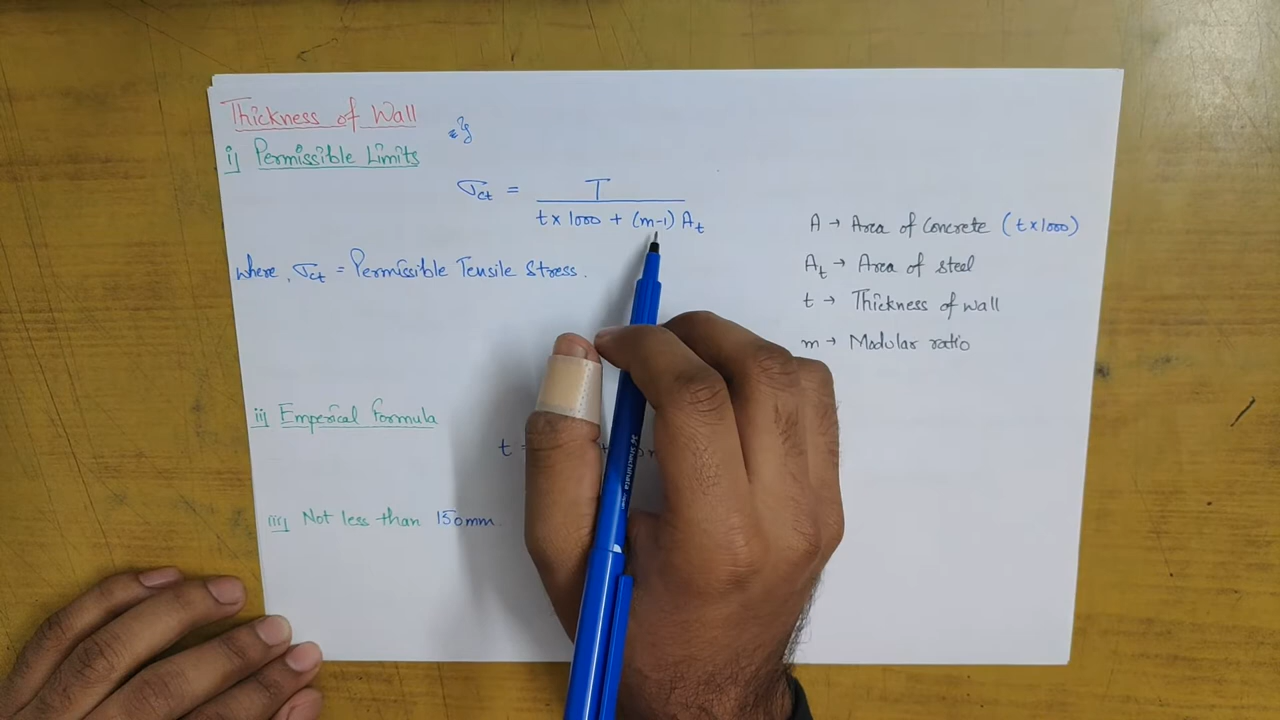 Thickness of Wall
i) Permissible Limits
σct = T / t x 1000 + (m-1) At
where, σct = Permissible Tensile Stress.
A → Area of Concrete (t x 1000)
At → Area of steel
t → Thickness of wall
m → Modular ratio
ii) Emperical Formula
t =
iii) Not less than 150mm.